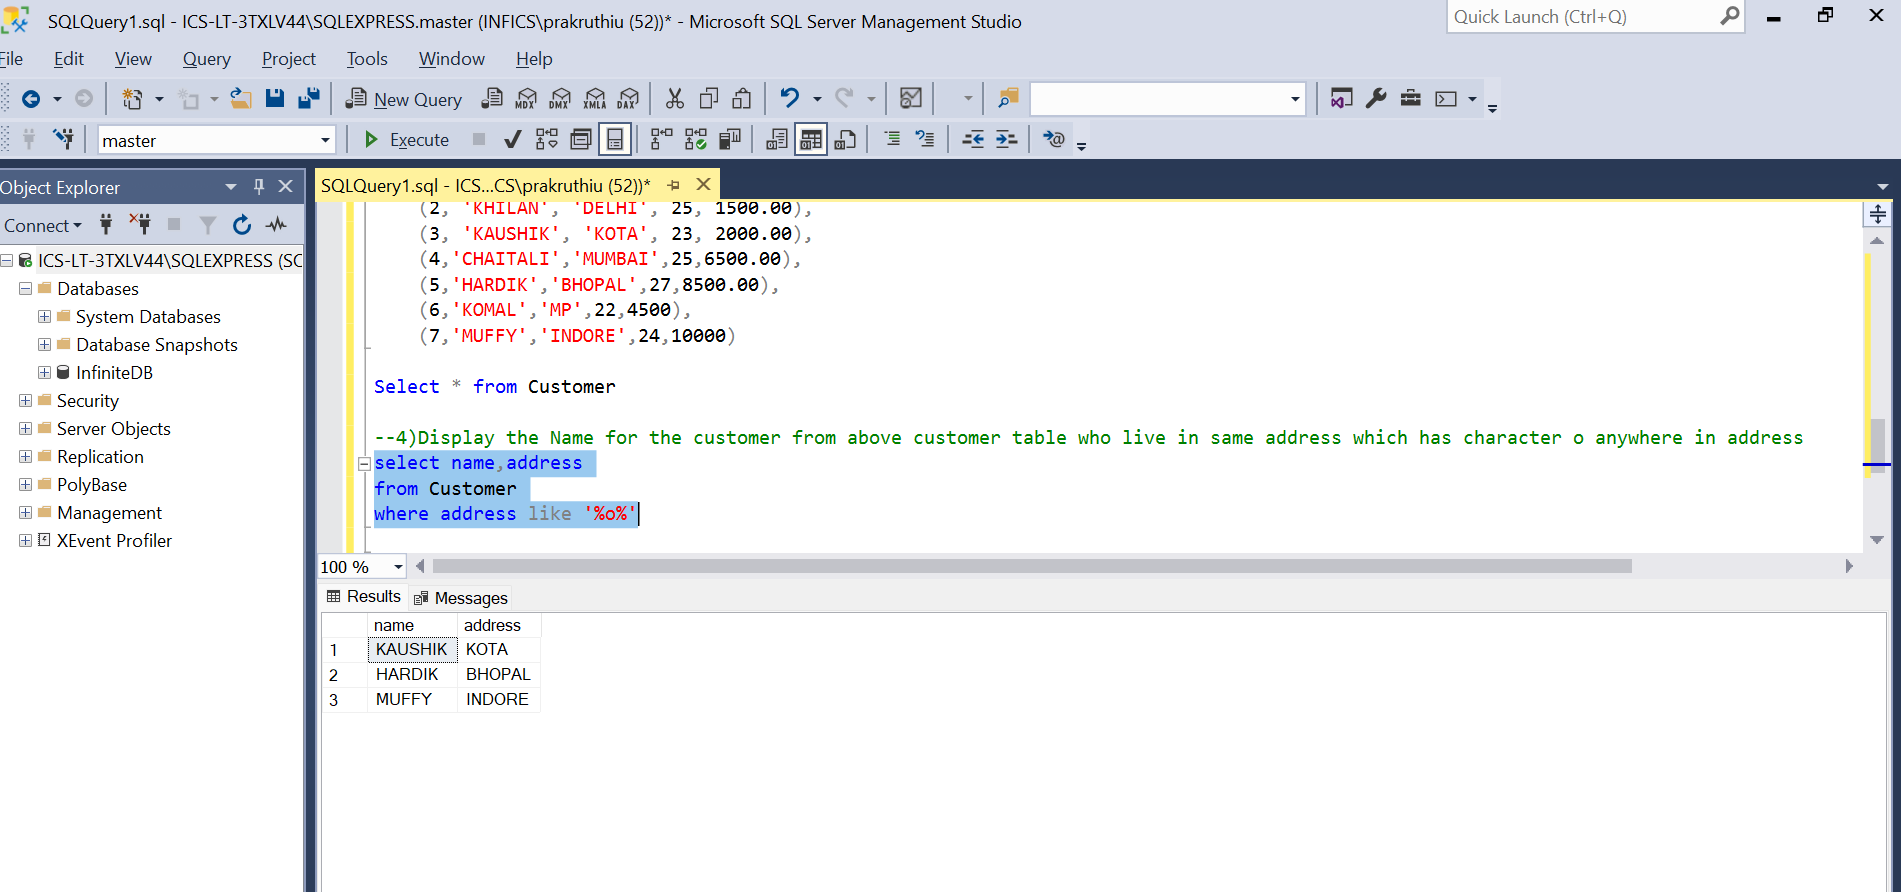 SQLQuery1.sql - ICS-LT-3TXLV44\SQLEXPRESS.master (INFICS\prakruthiu (52))* - Microsoft SQL Server Management Studio
Quick Launch (Ctrl+Q)
File Edit View Query Project Tools Window Help
New Query MDX DMX XMLA DAX
master Execute
Object Explorer
SQLQuery1.sql - ICS...CS\prakruthiu (52))*
Connect
ICS-LT-3TXLV44\SQLEXPRESS (SC
Databases
System Databases
Database Snapshots
InfiniteDB
Security
Server Objects
Replication
PolyBase
Management
XEvent Profiler
(2, 'KHILAN', 'DELHI', 25, 1500.00),
(3, 'KAUSHIK', 'KOTA', 23, 2000.00),
(4,'CHAITALI','MUMBAI',25,6500.00),
(5,'HARDIK','BHOPAL',27,8500.00),
(6,'KOMAL','MP',22,4500),
(7,'MUFFY','INDORE',24,10000)
Select * from Customer
--4)Display the Name for the customer from above customer table who live in same address which has character o anywhere in address
select name,address
from Customer
where address like '%o%'
100 %
Results Messages
name address
1 KAUSHIK KOTA
2 HARDIK BHOPAL
3 MUFFY INDORE